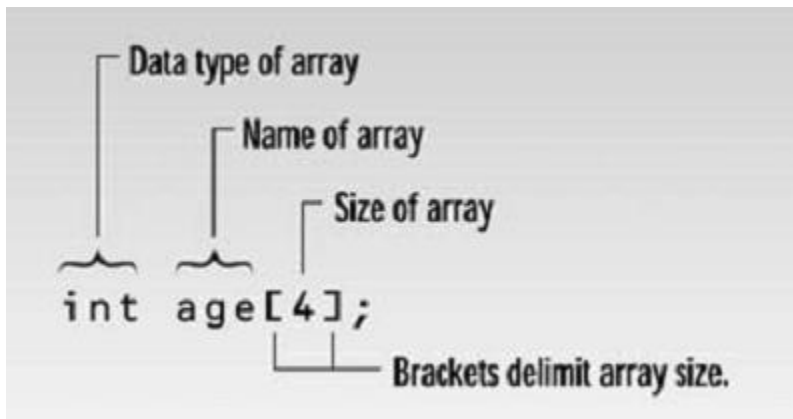 Data type of array
Name of array
Size of array
int age[4];
Brackets delimit array size.